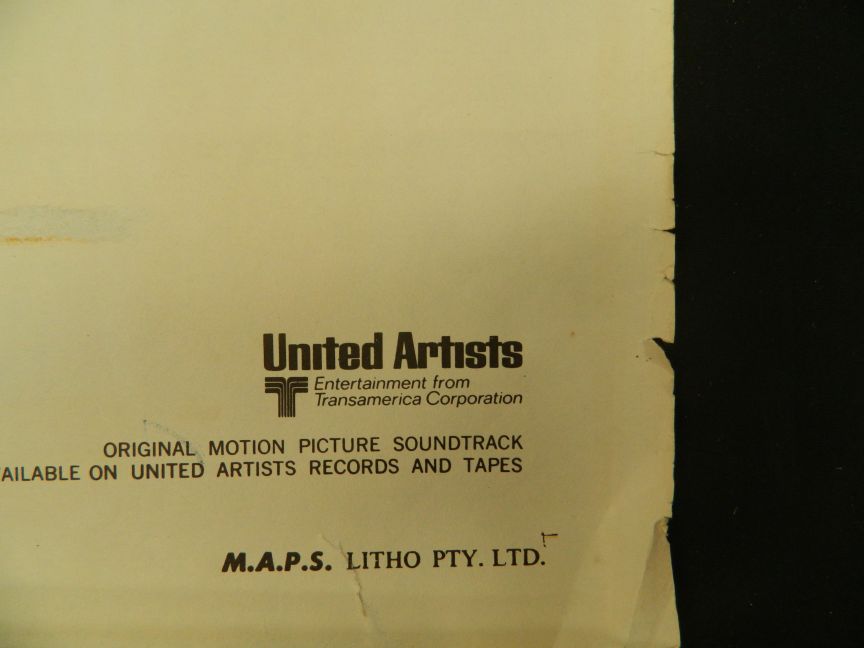 United Artists
Entertainment from
Transamerica Corporation
ORIGINAL MOTION PICTURE SOUNDTRACK
AILABLE ON UNITED ARTISTS RECORDS AND TAPES
M.A.P.S. LITHO PTY. LTD.